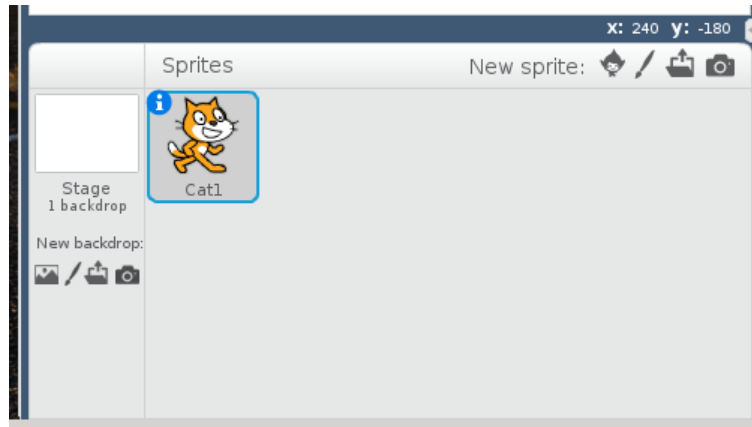 x: 240 y: -180
Sprites New sprite:
Cat1
Stage
1 backdrop
New backdrop: